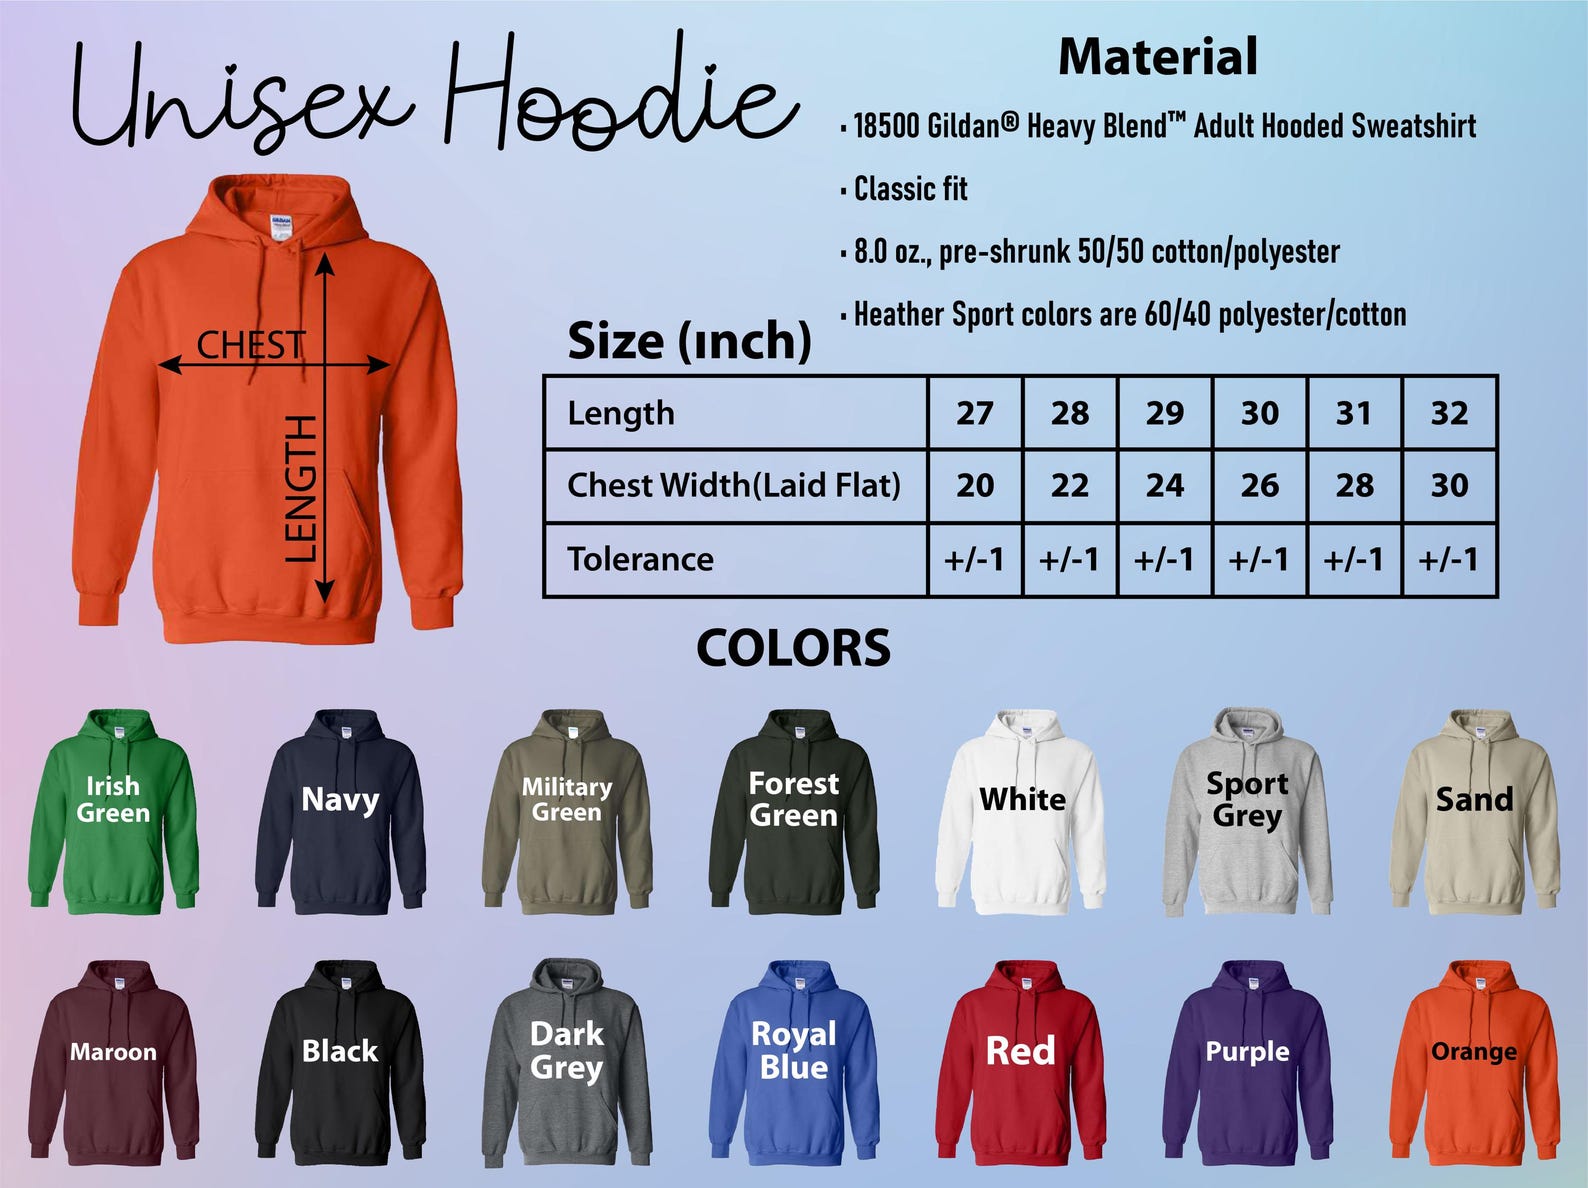 Unisex Hoodie
Material
· 18500 Gildan® Heavy Blend™ Adult Hooded Sweatshirt
· Classic fit
· 8.0 oz., pre-shrunk 50/50 cotton/polyester
· Heather Sport colors are 60/40 polyester/cotton
GILDAN
CHEST
LENGTH
Size (ınch)
Length 27 28 29 30 31 32
Chest Width(Laid Flat) 20 22 24 26 28 30
Tolerance +/-1 +/-1 +/-1 +/-1 +/-1 +/-1
COLORS
Irish
Green
Navy
Military
Green
Forest
Green
White
Sport
Grey
Sand
Maroon
Black
Dark
Grey
Royal
Blue
Red
Purple
Orange